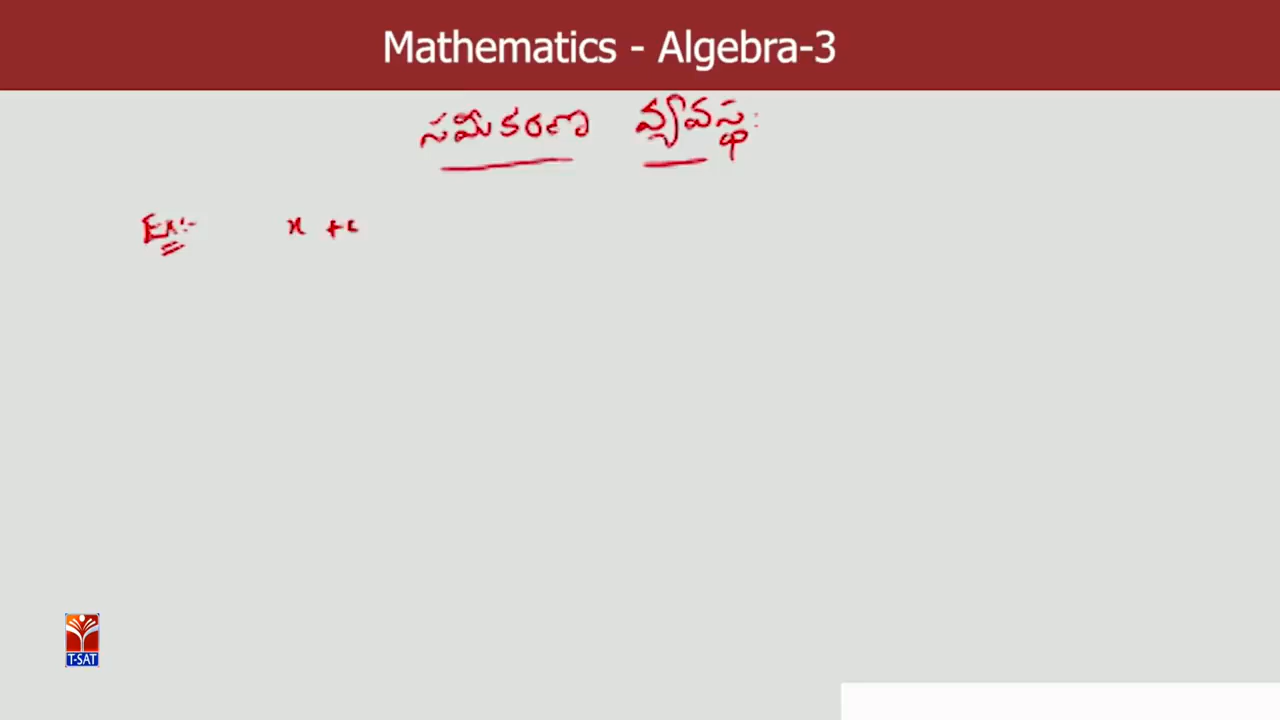 Mathematics - Algebra-3
సమీకరణ వ్యవస్థ:
Ex:- x +
T-SAT